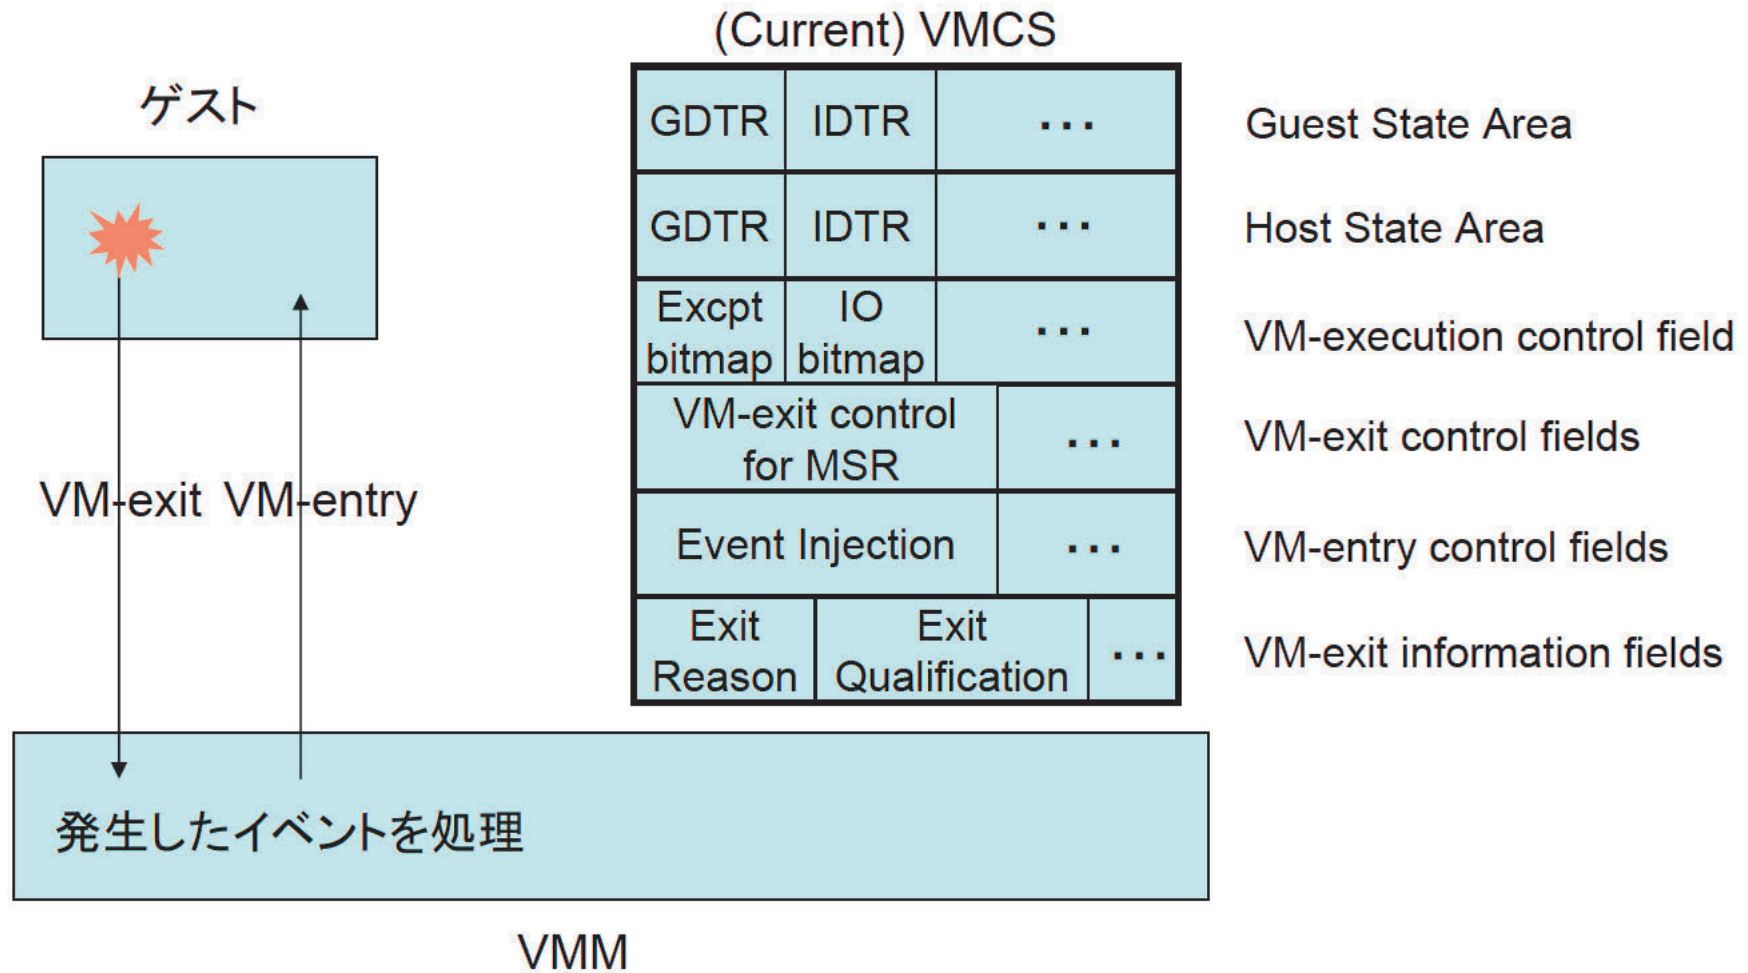 (Current) VMCS
ゲスト
GDTR IDTR ... Guest State Area
GDTR IDTR ... Host State Area
Excpt bitmap IO bitmap ... VM-execution control field
VM-exit control for MSR ... VM-exit control fields
Event Injection ... VM-entry control fields
Exit Reason Exit Qualification ... VM-exit information fields
VM-exit VM-entry
発生したイベントを処理
VMM